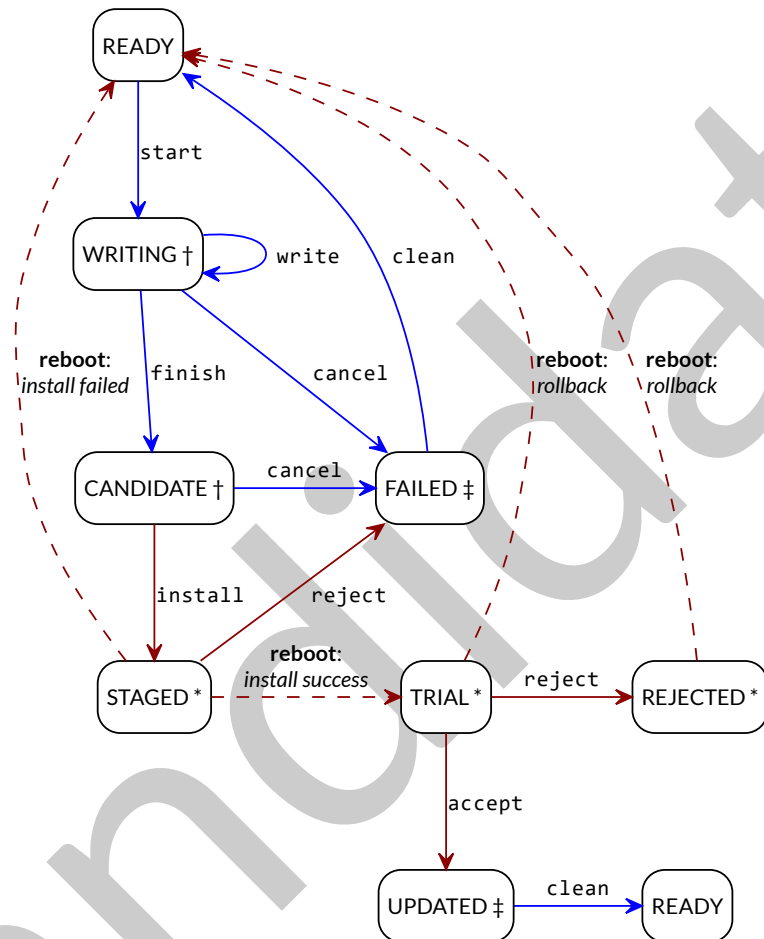 READY
start
WRITING †
write
clean
reboot:
install failed
finish
cancel
reboot:
rollback
reboot:
rollback
CANDIDATE †
cancel
FAILED ‡
install
reject
reboot:
install success
STAGED *
TRIAL *
reject
REJECTED *
accept
UPDATED ‡
clean
READY
ndidat